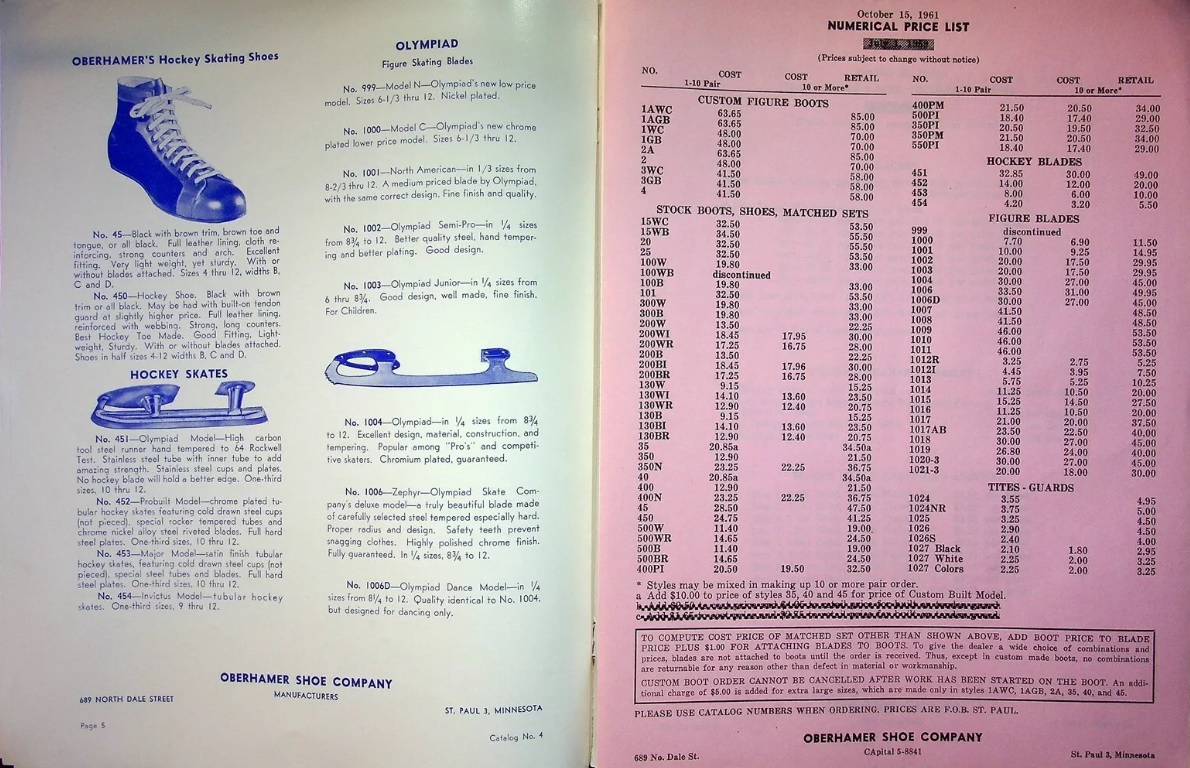 OBERHAMER'S Hockey Skating Shoes
No. 45—Black with brown trim, brown toe and
tongue, or all black. Full leather lining, cloth re-
inforcing, strong counters and arch. Excellent
fitting. Very light weight, yet sturdy. With or
without blades attached. Sizes 4 thru 12, widths B,
C and D.
No. 450—Hockey Shoe. Black with brown
trim or all black. May be had with built-on tendon
guard at slightly higher price. Full leather lining,
reinforced with webbing. Strong, long counters.
Best Hockey Toe Made. Good Fitting, Light-
weight, Sturdy. With or without blades attached.
Shoes in half sizes 4-12 widths B, C and D.
HOCKEY SKATES
No. 451—Olympiad Model—High carbon
tool steel runner hand tempered to 64 Rockwell
Test. Stainless steel tube with inner tube to add
amazing strength. Stainless steel cups and plates.
No hockey blade will hold a better edge. One-third
sizes, 10 thru 12.
No. 452—Probuilt Model—chrome plated tu-
bular hockey skates featuring cold drawn steel cups
(not pieced), special rocker tempered tubes and
chrome nickel alloy steel riveted blades. Full hard
steel plates. One-third sizes, 10 thru 12.
No. 453—Major Model—satin finish tubular
hockey skates, featuring cold drawn steel cups (not
pieced), special steel tubes and blades. Full hard
steel plates. One-third sizes, 10 thru 12.
No. 454—Invictus Model—tubular hockey
skates. One-third sizes, 9 thru 12.
OLYMPIAD
Figure Skating Blades
No. 999—Model N—Olympiad's new low price
model. Sizes 6-1/3 thru 12. Nickel plated.
No. 1000—Model C—Olympiad's new chrome
plated lower price model. Sizes 6-1/3 thru 12.
No. 1001—North American—in 1/3 sizes from
8-2/3 thru 12. A medium priced blade by Olympiad,
with the same correct design. Fine finish and quality.
No. 1002—Olympiad Semi-Pro—in ¼ sizes
from 8¾ to 12. Better quality steel, hand temper-
ing and better plating. Good design.
No. 1003—Olympiad Junior—in ¼ sizes from
6 thru 8¾. Good design, well made, fine finish.
For Children.
No. 1004—Olympiad—in ¼ sizes from 8¾
to 12. Excellent design, material, construction, and
tempering. Popular among "Pro's" and competi-
tive skaters. Chromium plated, guaranteed.
No. 1006—Zephyr—Olympiad Skate Com-
pany's deluxe model—a truly beautiful blade made
of carefully selected steel tempered especially hard.
Proper radius and design. Safety teeth prevent
snagging clothes. Highly polished chrome finish.
Fully guaranteed. In ¼ sizes, 8¾ to 12.
No. 1006D—Olympiad Dance Model—in ¼
sizes from 8¼ to 12. Quality identical to No. 1004,
but designed for dancing only.
OBERHAMER SHOE COMPANY
MANUFACTURERS
689 NORTH DALE STREET
ST. PAUL 3, MINNESOTA
Page 5
Catalog No. 4
October 15, 1961
NUMERICAL PRICE LIST
(Prices subject to change without notice)
NO. COST COST RETAIL
1-10 Pair 10 or More*
CUSTOM FIGURE BOOTS
1AWC 63.65 85.00
1AGB 63.65 85.00
1WC 48.00 70.00
1GB 48.00 70.00
2A 63.65 85.00
2 48.00 70.00
3WC 41.50 58.00
3GB 41.50 58.00
4 41.50 58.00
STOCK BOOTS, SHOES, MATCHED SETS
15WC 32.50 53.50
15WB 34.50 55.50
20 32.50 55.50
25 32.50 53.50
100W 19.80 33.00
100WB discontinued
100B 19.80 33.00
101 32.50 53.50
300W 19.80 33.00
300B 19.80 33.00
200W 13.50 22.25
200WI 18.45 17.95 30.00
200WR 17.25 16.75 28.00
200B 13.50 22.25
200BI 18.45 17.96 30.00
200BR 17.25 16.75 28.00
130W 9.15 15.25
130WI 14.10 13.60 23.50
130WR 12.90 12.40 20.75
130B 9.15 15.25
130BI 14.10 13.60 23.50
130BR 12.90 12.40 20.75
35 20.85a 34.50a
350 12.90 21.50
350N 23.25 22.25 36.75
40 20.85a 34.50a
400 12.90 21.50
400N 23.25 22.25 36.75
45 28.50 47.50
450 24.75 41.25
500W 11.40 19.00
500WR 14.65 24.50
500B 11.40 19.00
500BR 14.65 24.50
400PI 20.50 19.50 32.50
NO. COST COST RETAIL
1-10 Pair 10 or More*
400PM 21.50 20.50 34.00
500PI 18.40 17.40 29.00
350PI 20.50 19.50 32.50
350PM 21.50 20.50 34.00
550PI 18.40 17.40 29.00
HOCKEY BLADES
451 32.85 30.00 49.00
452 14.00 12.00 20.00
453 8.00 6.00 10.00
454 4.20 3.20 5.50
FIGURE BLADES
999 discontinued
1000 7.70 6.90 11.50
1001 10.00 9.25 14.95
1002 20.00 17.50 29.95
1003 20.00 17.50 29.95
1004 30.00 27.00 45.00
1006 33.50 31.00 49.95
1006D 30.00 27.00 45.00
1007 41.50 48.50
1008 41.50 48.50
1009 46.00 53.50
1010 46.00 53.50
1011 46.00 53.50
1012R 3.25 2.75 5.25
1012I 4.45 3.95 7.50
1013 5.75 5.25 10.25
1014 11.25 10.50 20.00
1015 15.25 14.50 27.50
1016 11.25 10.50 20.00
1017 21.00 20.00 37.50
1017AB 23.50 22.50 40.00
1018 30.00 27.00 45.00
1019 26.80 24.00 40.00
1020-3 30.00 27.00 45.00
1021-3 20.00 18.00 30.00
TITES - GUARDS
1024 3.55 4.95
1024NR 3.75 5.00
1025 3.25 4.50
1026 2.90 4.50
1026S 2.40 4.00
1027 Black 2.10 1.80 2.95
1027 White 2.25 2.00 3.25
1027 Colors 2.25 2.00 3.25
* Styles may be mixed in making up 10 or more pair order.
a Add $10.00 to price of styles 35, 40 and 45 for price of Custom Built Model.
TO COMPUTE COST PRICE OF MATCHED SET OTHER THAN SHOWN ABOVE, ADD BOOT PRICE TO BLADE
PRICE PLUS $1.00 FOR ATTACHING BLADES TO BOOTS. To give the dealer a wide choice of combinations and
prices, blades are not attached to boots until the order is received. Thus, except in custom made boots, no combinations
are returnable for any reason other than defect in material or workmanship.
CUSTOM BOOT ORDER CANNOT BE CANCELLED AFTER WORK HAS BEEN STARTED ON THE BOOT. An addi-
tional charge of $5.00 is added for extra large sizes, which are made only in styles 1AWC, 1AGB, 2A, 35, 40, and 45.
PLEASE USE CATALOG NUMBERS WHEN ORDERING. PRICES ARE F.O.B. ST. PAUL.
OBERHAMER SHOE COMPANY
689 No. Dale St.
CApital 5-8841
St. Paul 3, Minnesota